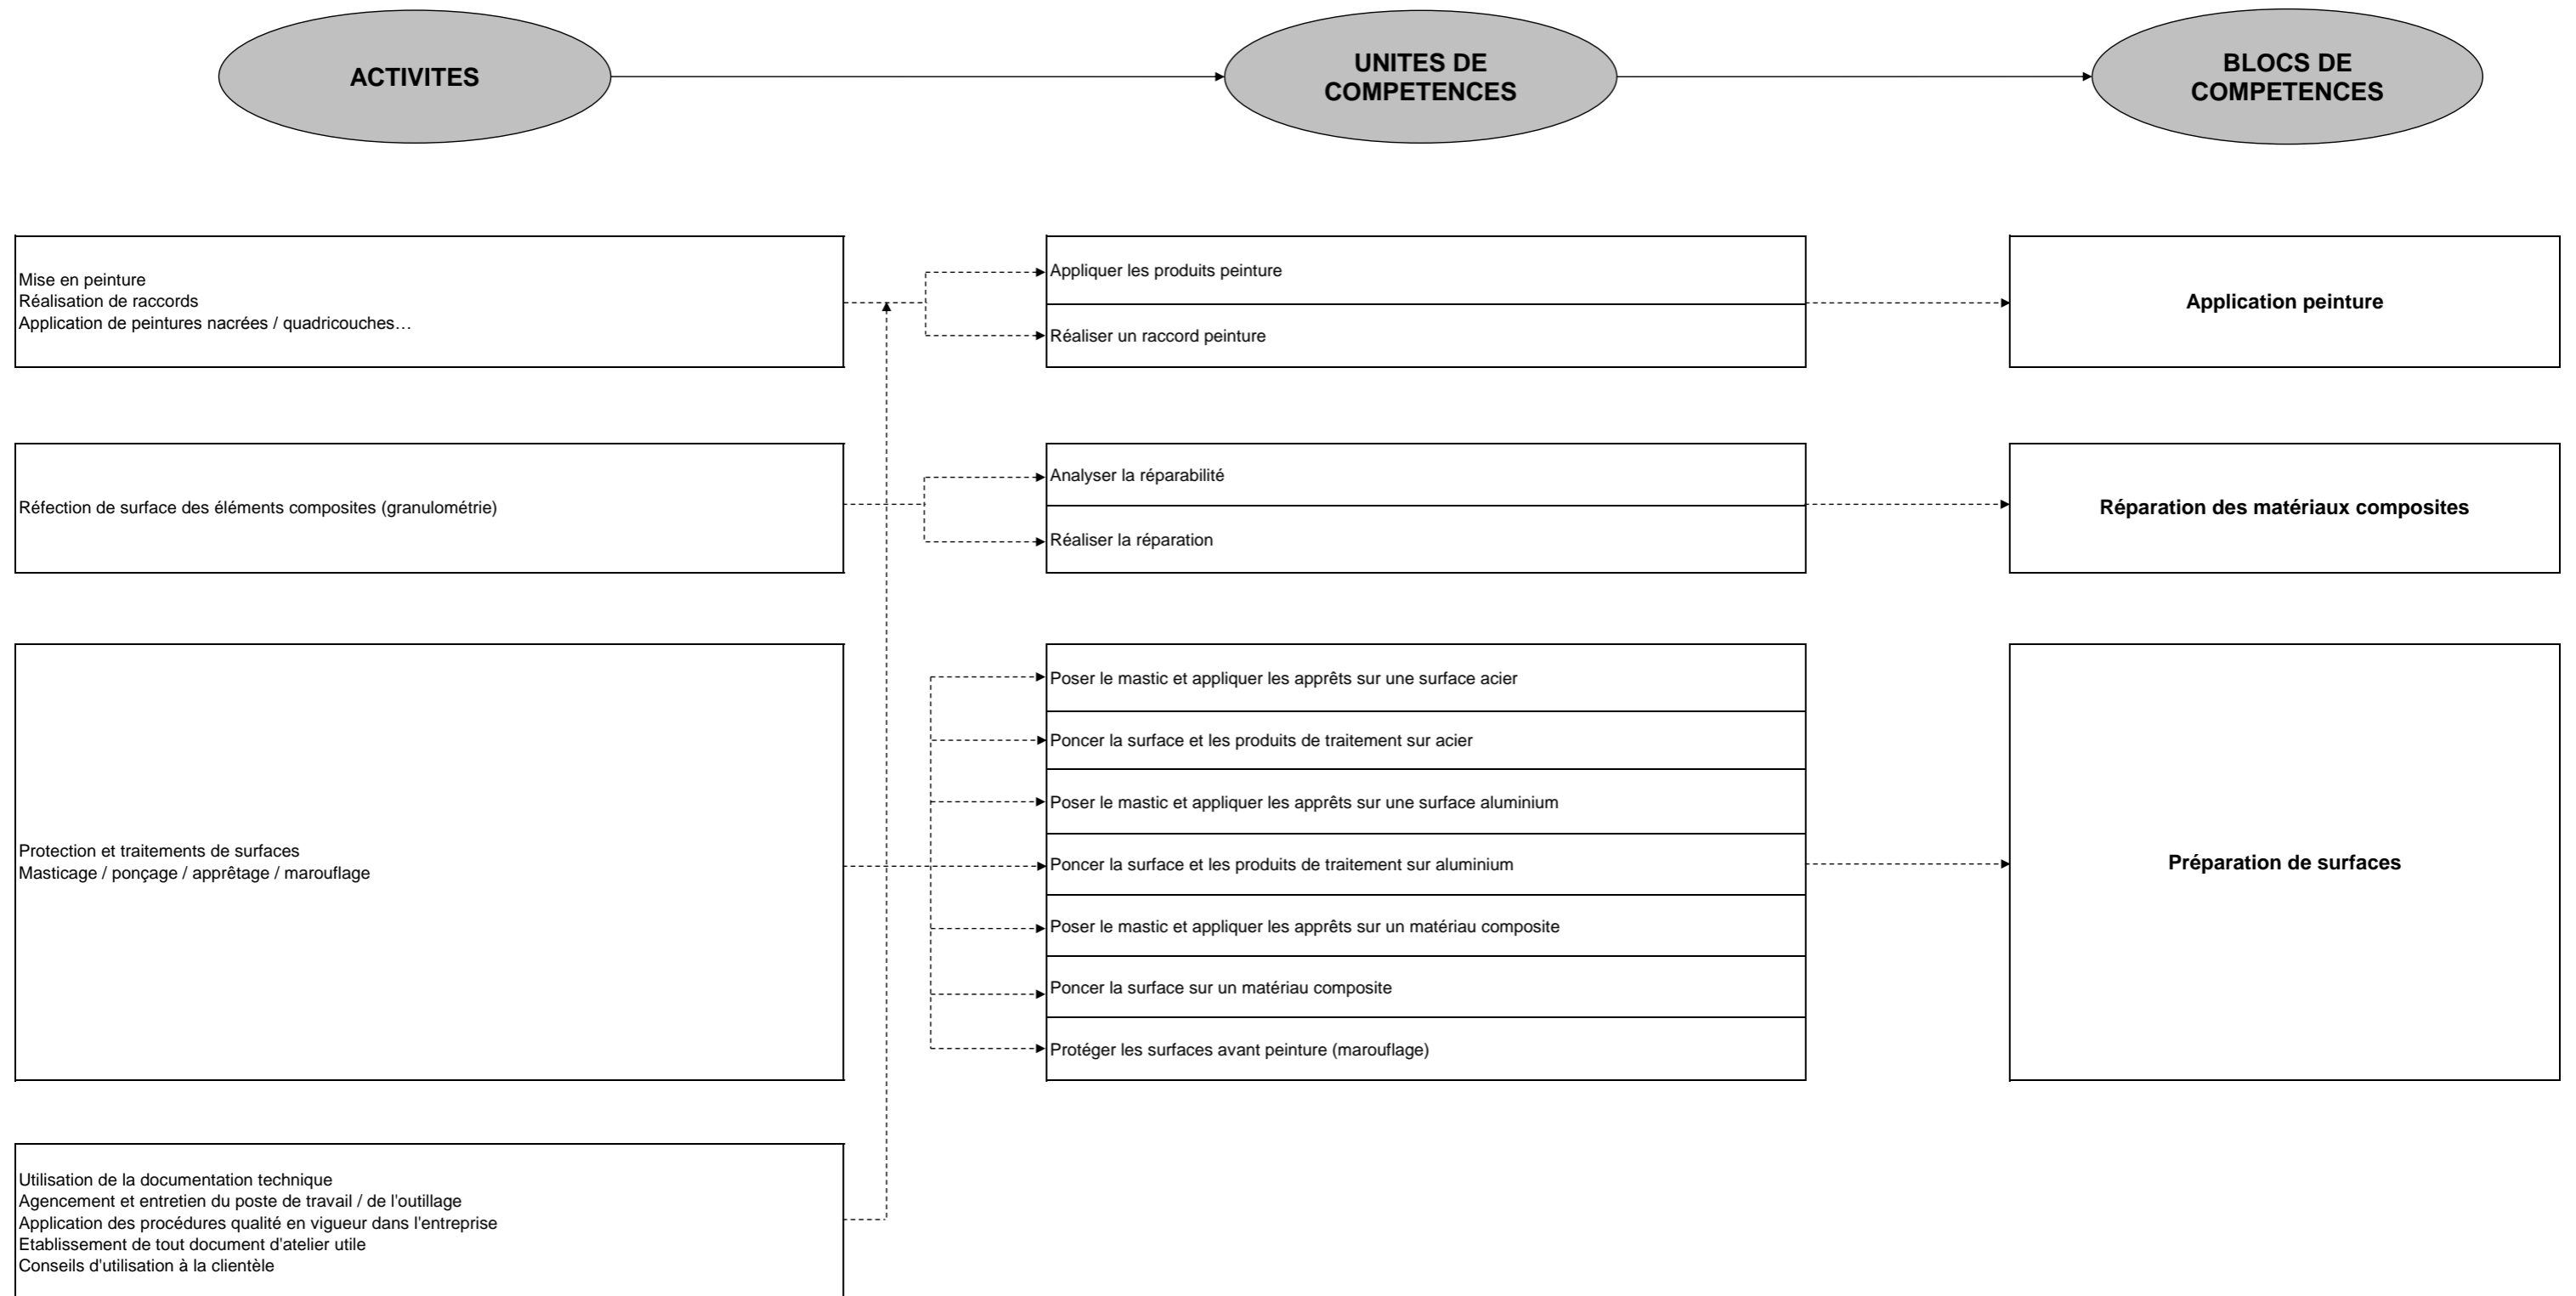 ACTIVITES
UNITES DE
COMPETENCES
BLOCS DE
COMPETENCES
Mise en peinture
Réalisation de raccords
Application de peintures nacrées / quadricouches…
Appliquer les produits peinture
Réaliser un raccord peinture
Application peinture
Réfection de surface des éléments composites (granulométrie)
Analyser la réparabilité
Réaliser la réparation
Réparation des matériaux composites
Protection et traitements de surfaces
Masticage / ponçage / apprêtage / marouflage
Poser le mastic et appliquer les apprêts sur une surface acier
Poncer la surface et les produits de traitement sur acier
Poser le mastic et appliquer les apprêts sur une surface aluminium
Poncer la surface et les produits de traitement sur aluminium
Poser le mastic et appliquer les apprêts sur un matériau composite
Poncer la surface sur un matériau composite
Protéger les surfaces avant peinture (marouflage)
Préparation de surfaces
Utilisation de la documentation technique
Agencement et entretien du poste de travail / de l'outillage
Application des procédures qualité en vigueur dans l'entreprise
Etablissement de tout document d'atelier utile
Conseils d'utilisation à la clientèle